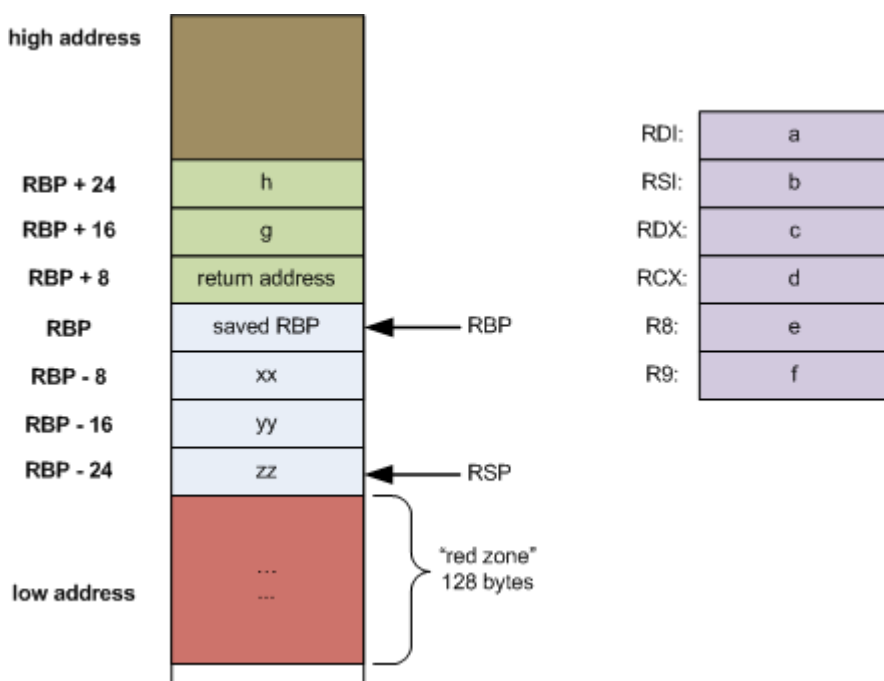 high address
RDI: a
RBP + 24 h RSI: b
RBP + 16 g RDX: c
RBP + 8 return address RCX: d
RBP saved RBP RBP R8: e
RBP - 8 xx R9: f
RBP - 16 yy
RBP - 24 zz RSP
"red zone"
128 bytes
...
...
low address